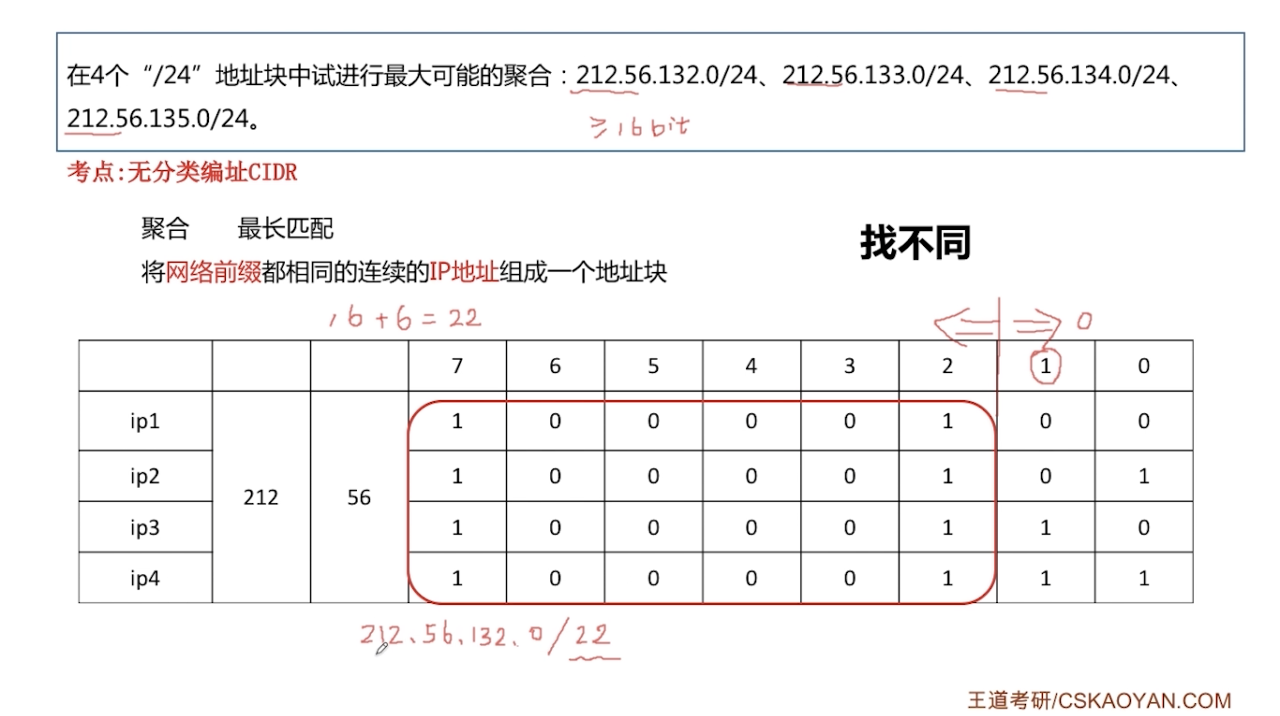 在4个“/24”地址块中试进行最大可能的聚合：212.56.132.0/24、212.56.133.0/24、212.56.134.0/24、
212.56.135.0/24。
≥16bit
考点:无分类编址CIDR
聚合 最长匹配
找不同
将网络前缀都相同的连续的IP地址组成一个地址块
16+6=22
0
7 6 5 4 3 2 1 0
ip1 1 0 0 0 0 1 0 0
ip2 1 0 0 0 0 1 0 1
212 56
ip3 1 0 0 0 0 1 1 0
ip4 1 0 0 0 0 1 1 1
212.56.132.0/22
王道考研/CSKAOYAN.COM